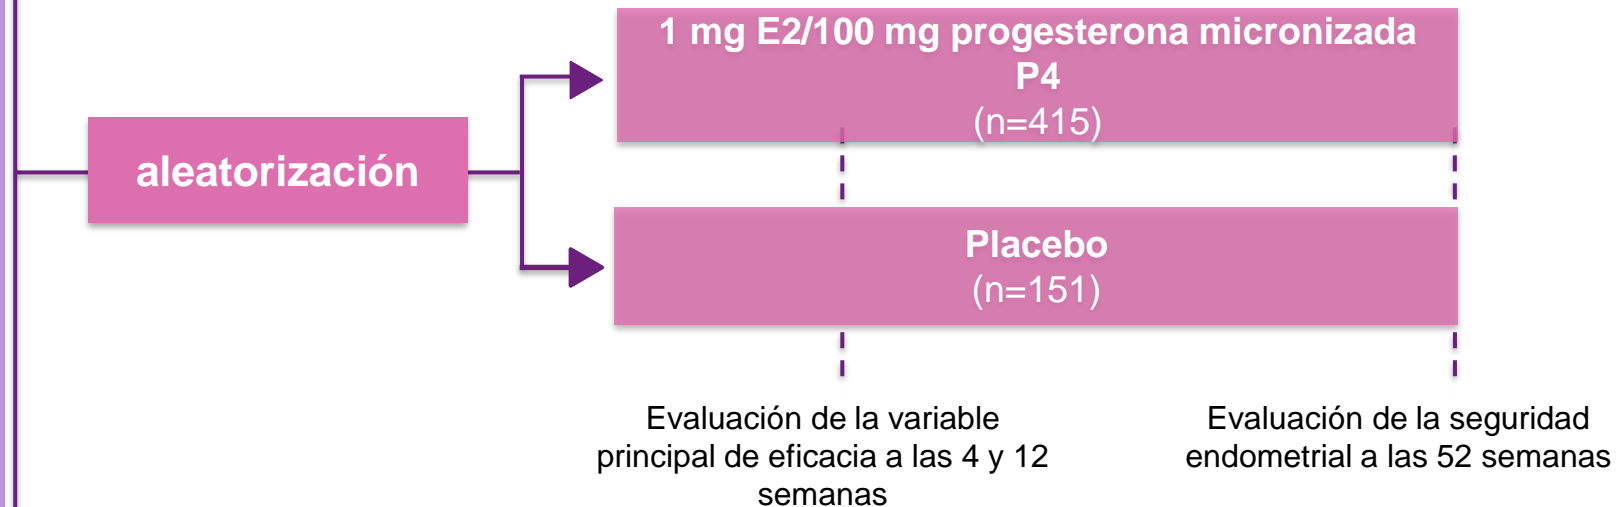 1 mg E2/100 mg progesterona micronizada
P4
(n=415)
aleatorización
Placebo
(n=151)
Evaluación de la variable
principal de eficacia a las 4 y 12
semanas
Evaluación de la seguridad
endometrial a las 52 semanas